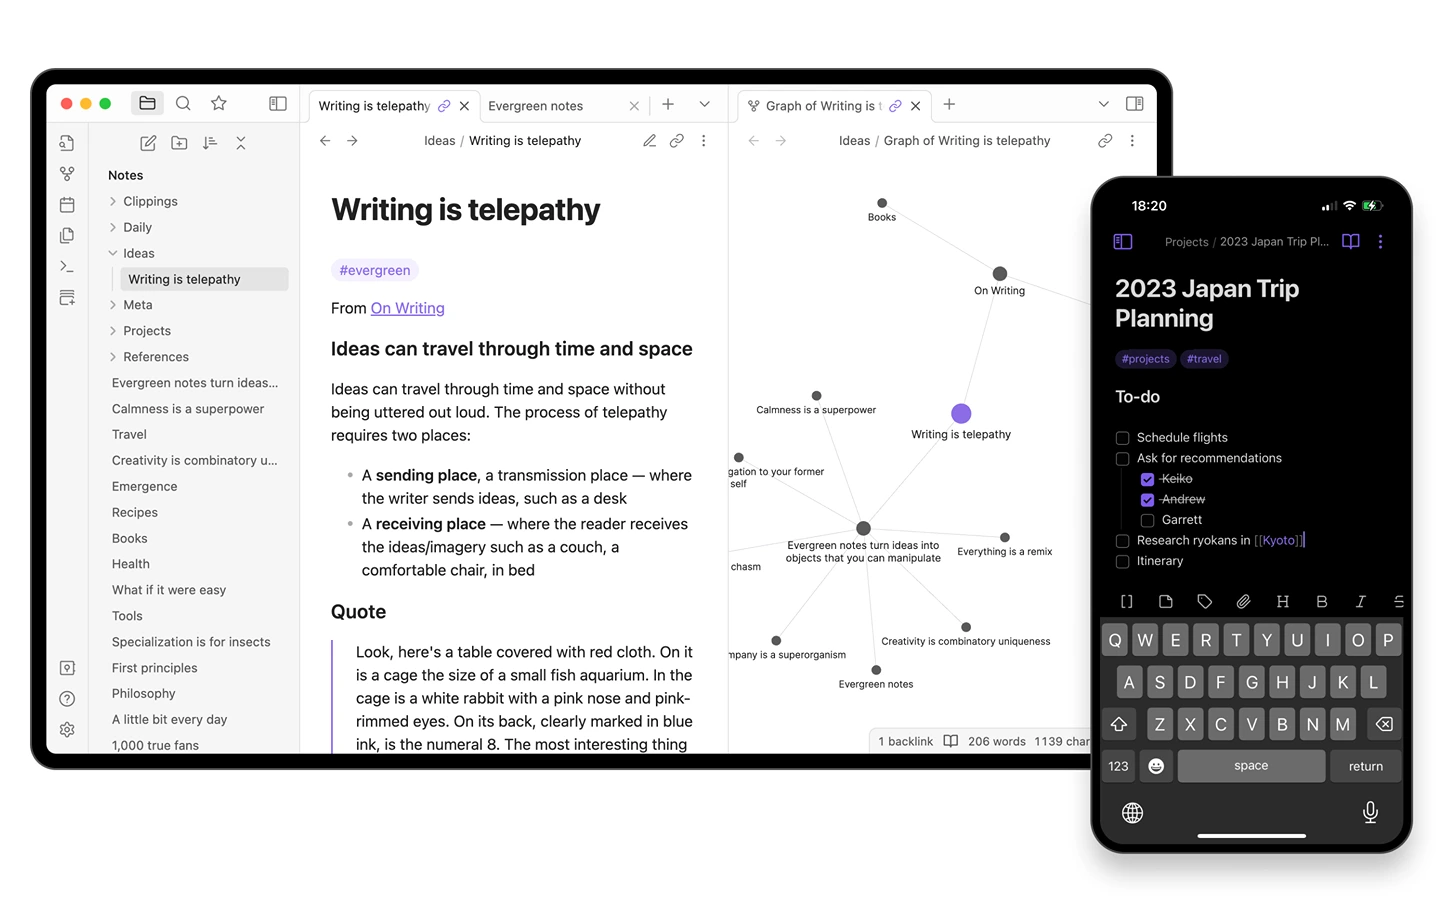 Writing is telepathy
Evergreen notes
Graph of Writing is t
Notes
Clippings
Daily
Ideas
Writing is telepathy
Meta
Projects
References
Evergreen notes turn ideas...
Calmness is a superpower
Travel
Creativity is combinatory u...
Emergence
Recipes
Books
Health
What if it were easy
Tools
Specialization is for insects
First principles
Philosophy
A little bit every day
1,000 true fans
Ideas / Writing is telepathy
Writing is telepathy
#evergreen
From On Writing
Ideas can travel through time and space
Ideas can travel through time and space without
being uttered out loud. The process of telepathy
requires two places:
• A sending place, a transmission place — where
the writer sends ideas, such as a desk
• A receiving place — where the reader receives
the ideas/imagery such as a couch, a
comfortable chair, in bed
Quote
Look, here's a table covered with red cloth. On it
is a cage the size of a small fish aquarium. In the
cage is a white rabbit with a pink nose and pink-
rimmed eyes. On its back, clearly marked in blue
ink, is the numeral 8. The most interesting thing
Ideas / Graph of Writing is telepathy
Books
On Writing
Calmness is a superpower
Writing is telepathy
gation to your former
self
Evergreen notes turn ideas into
objects that you can manipulate
Everything is a remix
chasm
Creativity is combinatory uniqueness
mpany is a superorganism
Evergreen notes
1 backlink 206 words 1139 char
18:20
Projects / 2023 Japan Trip Pl...
2023 Japan Trip
Planning
#projects #travel
To-do
Schedule flights
Ask for recommendations
Keiko
Andrew
Garrett
Research ryokans in [[Kyoto]]
Itinerary
[] H B I S
Q W E R T Y U I O P
A S D F G H J K L
Z X C V B N M
123 space return